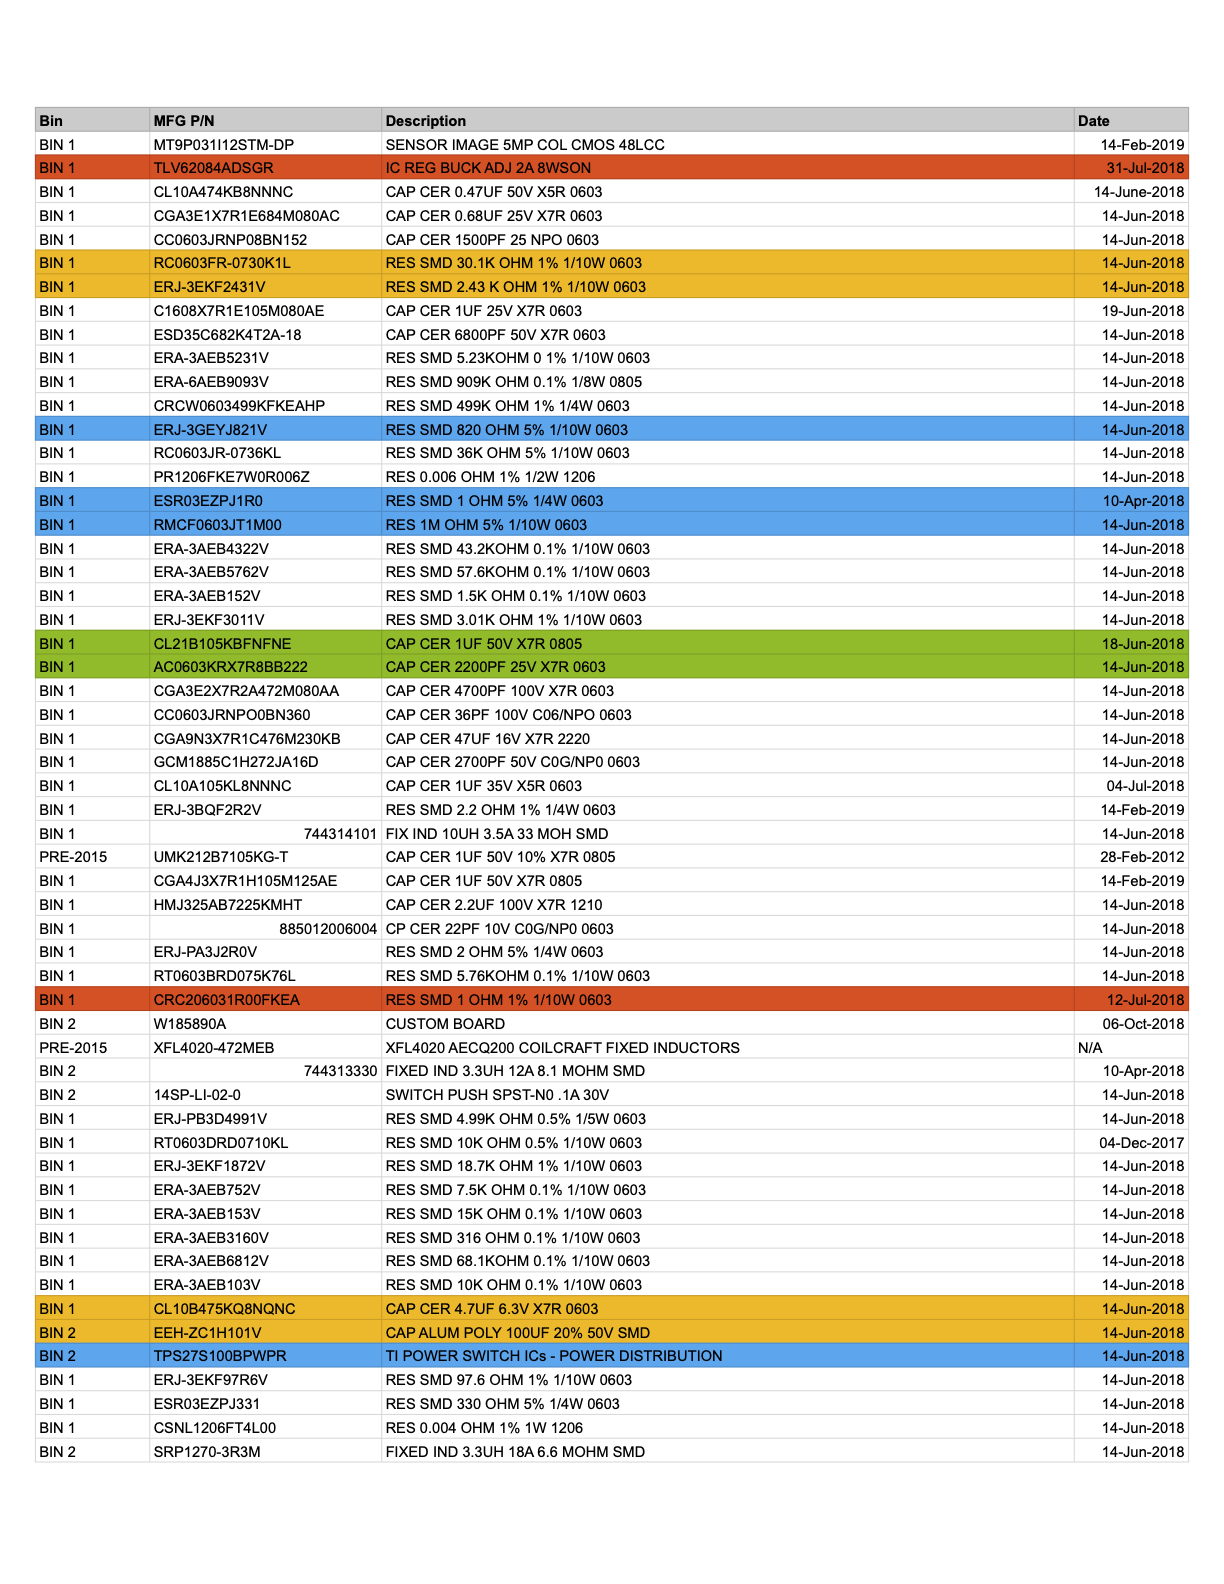 Bin MFG P/N Description Date
BIN 1 MT9P031I12STM-DP SENSOR IMAGE 5MP COL CMOS 48LCC 14-Feb-2019
BIN 1 TLV62084ADSGR IC REG BUCK ADJ 2A 8WSON 31-Jul-2018
BIN 1 CL10A474KB8NNNC CAP CER 0.47UF 50V X5R 0603 14-June-2018
BIN 1 CGA3E1X7R1E684M080AC CAP CER 0.68UF 25V X7R 0603 14-Jun-2018
BIN 1 CC0603JRNP08BN152 CAP CER 1500PF 25 NPO 0603 14-Jun-2018
BIN 1 RC0603FR-0730K1L RES SMD 30.1K OHM 1% 1/10W 0603 14-Jun-2018
BIN 1 ERJ-3EKF2431V RES SMD 2.43 K OHM 1% 1/10W 0603 14-Jun-2018
BIN 1 C1608X7R1E105M080AE CAP CER 1UF 25V X7R 0603 19-Jun-2018
BIN 1 ESD35C682K4T2A-18 CAP CER 6800PF 50V X7R 0603 14-Jun-2018
BIN 1 ERA-3AEB5231V RES SMD 5.23KOHM 0 1% 1/10W 0603 14-Jun-2018
BIN 1 ERA-6AEB9093V RES SMD 909K OHM 0.1% 1/8W 0805 14-Jun-2018
BIN 1 CRCW0603499KFKEAHP RES SMD 499K OHM 1% 1/4W 0603 14-Jun-2018
BIN 1 ERJ-3GEYJ821V RES SMD 820 OHM 5% 1/10W 0603 14-Jun-2018
BIN 1 RC0603JR-0736KL RES SMD 36K OHM 5% 1/10W 0603 14-Jun-2018
BIN 1 PR1206FKE7W0R006Z RES 0.006 OHM 1% 1/2W 1206 14-Jun-2018
BIN 1 ESR03EZPJ1R0 RES SMD 1 OHM 5% 1/4W 0603 10-Apr-2018
BIN 1 RMCF0603JT1M00 RES 1M OHM 5% 1/10W 0603 14-Jun-2018
BIN 1 ERA-3AEB4322V RES SMD 43.2KOHM 0.1% 1/10W 0603 14-Jun-2018
BIN 1 ERA-3AEB5762V RES SMD 57.6KOHM 0.1% 1/10W 0603 14-Jun-2018
BIN 1 ERA-3AEB152V RES SMD 1.5K OHM 0.1% 1/10W 0603 14-Jun-2018
BIN 1 ERJ-3EKF3011V RES SMD 3.01K OHM 1% 1/10W 0603 14-Jun-2018
BIN 1 CL21B105KBFNFNE CAP CER 1UF 50V X7R 0805 18-Jun-2018
BIN 1 AC0603KRX7R8BB222 CAP CER 2200PF 25V X7R 0603 14-Jun-2018
BIN 1 CGA3E2X7R2A472M080AA CAP CER 4700PF 100V X7R 0603 14-Jun-2018
BIN 1 CC0603JRNPO0BN360 CAP CER 36PF 100V C06/NPO 0603 14-Jun-2018
BIN 1 CGA9N3X7R1C476M230KB CAP CER 47UF 16V X7R 2220 14-Jun-2018
BIN 1 GCM1885C1H272JA16D CAP CER 2700PF 50V C0G/NP0 0603 14-Jun-2018
BIN 1 CL10A105KL8NNNC CAP CER 1UF 35V X5R 0603 04-Jul-2018
BIN 1 ERJ-3BQF2R2V RES SMD 2.2 OHM 1% 1/4W 0603 14-Feb-2019
BIN 1 744314101 FIX IND 10UH 3.5A 33 MOH SMD 14-Jun-2018
PRE-2015 UMK212B7105KG-T CAP CER 1UF 50V 10% X7R 0805 28-Feb-2012
BIN 1 CGA4J3X7R1H105M125AE CAP CER 1UF 50V X7R 0805 14-Feb-2019
BIN 1 HMJ325AB7225KMHT CAP CER 2.2UF 100V X7R 1210 14-Jun-2018
BIN 1 885012006004 CP CER 22PF 10V C0G/NP0 0603 14-Jun-2018
BIN 1 ERJ-PA3J2R0V RES SMD 2 OHM 5% 1/4W 0603 14-Jun-2018
BIN 1 RT0603BRD075K76L RES SMD 5.76KOHM 0.1% 1/10W 0603 14-Jun-2018
BIN 1 CRC206031R00FKEA RES SMD 1 OHM 1% 1/10W 0603 12-Jul-2018
BIN 2 W185890A CUSTOM BOARD 06-Oct-2018
PRE-2015 XFL4020-472MEB XFL4020 AECQ200 COILCRAFT FIXED INDUCTORS N/A
BIN 2 744313330 FIXED IND 3.3UH 12A 8.1 MOHM SMD 10-Apr-2018
BIN 2 14SP-LI-02-0 SWITCH PUSH SPST-N0 .1A 30V 14-Jun-2018
BIN 1 ERJ-PB3D4991V RES SMD 4.99K OHM 0.5% 1/5W 0603 14-Jun-2018
BIN 1 RT0603DRD0710KL RES SMD 10K OHM 0.5% 1/10W 0603 04-Dec-2017
BIN 1 ERJ-3EKF1872V RES SMD 18.7K OHM 1% 1/10W 0603 14-Jun-2018
BIN 1 ERA-3AEB752V RES SMD 7.5K OHM 0.1% 1/10W 0603 14-Jun-2018
BIN 1 ERA-3AEB153V RES SMD 15K OHM 0.1% 1/10W 0603 14-Jun-2018
BIN 1 ERA-3AEB3160V RES SMD 316 OHM 0.1% 1/10W 0603 14-Jun-2018
BIN 1 ERA-3AEB6812V RES SMD 68.1KOHM 0.1% 1/10W 0603 14-Jun-2018
BIN 1 ERA-3AEB103V RES SMD 10K OHM 0.1% 1/10W 0603 14-Jun-2018
BIN 1 CL10B475KQ8NQNC CAP CER 4.7UF 6.3V X7R 0603 14-Jun-2018
BIN 2 EEH-ZC1H101V CAP ALUM POLY 100UF 20% 50V SMD 14-Jun-2018
BIN 2 TPS27S100BPWPR TI POWER SWITCH ICs - POWER DISTRIBUTION 14-Jun-2018
BIN 1 ERJ-3EKF97R6V RES SMD 97.6 OHM 1% 1/10W 0603 14-Jun-2018
BIN 1 ESR03EZPJ331 RES SMD 330 OHM 5% 1/4W 0603 14-Jun-2018
BIN 1 CSNL1206FT4L00 RES 0.004 OHM 1% 1W 1206 14-Jun-2018
BIN 2 SRP1270-3R3M FIXED IND 3.3UH 18A 6.6 MOHM SMD 14-Jun-2018